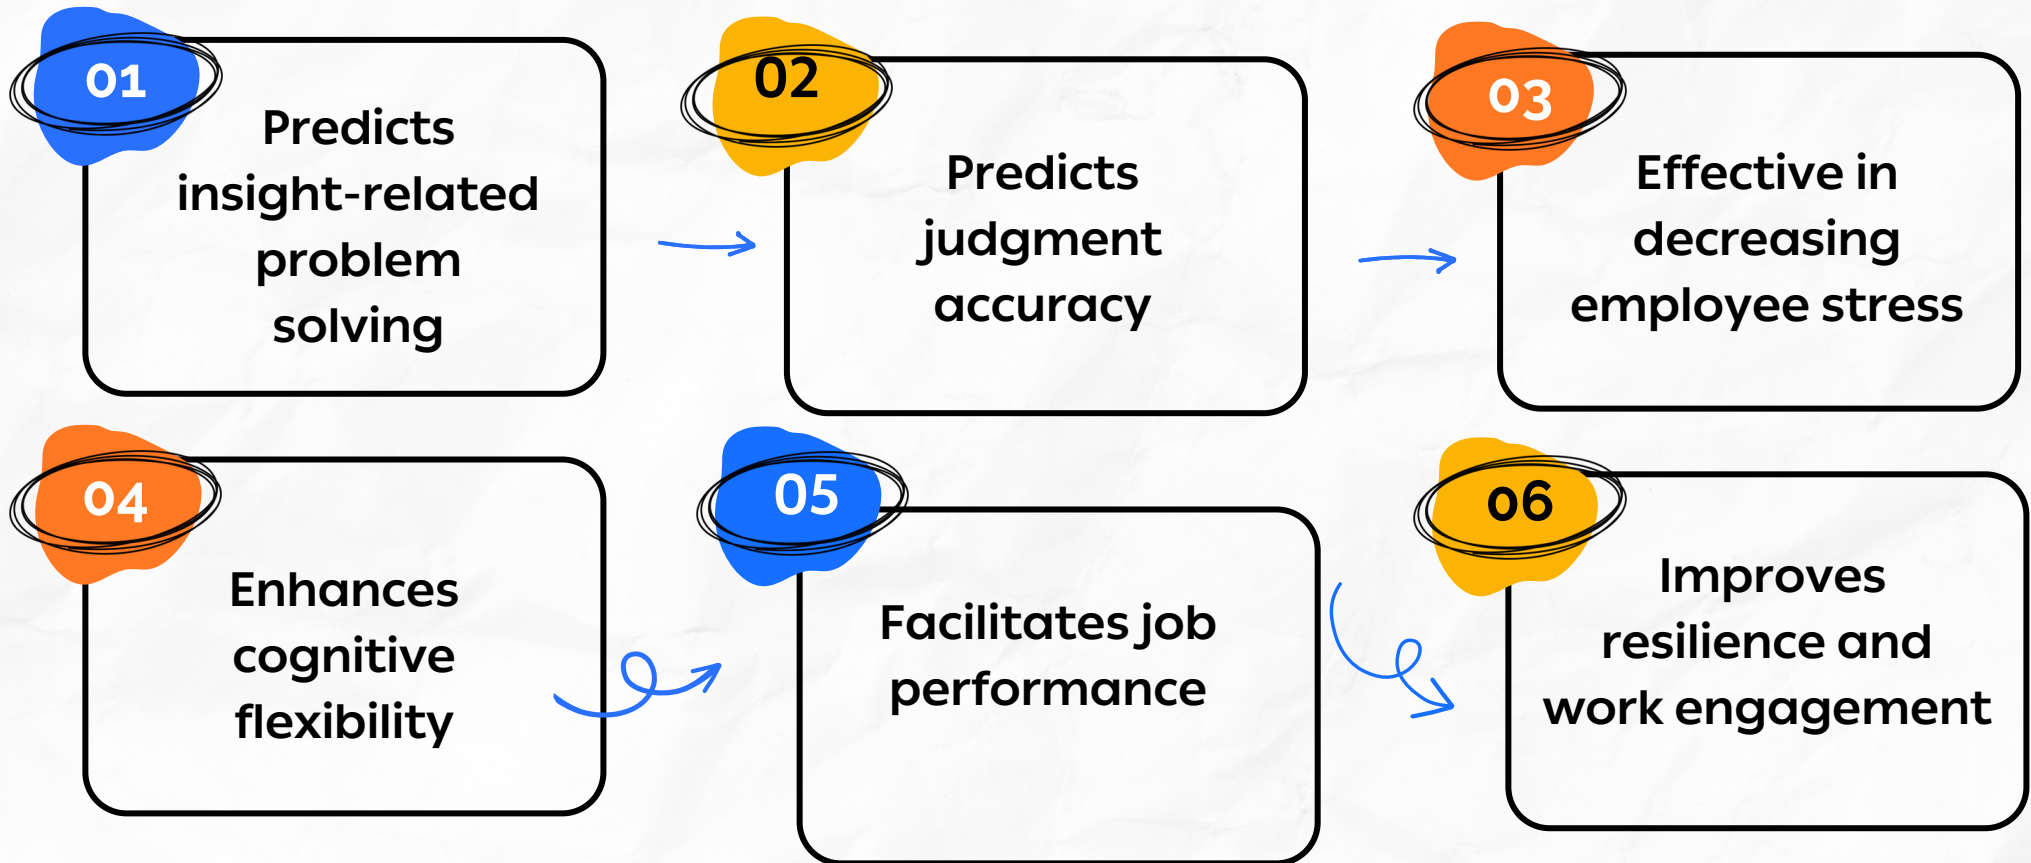 01
Predicts
insight-related
problem
solving
02
Predicts
judgment
accuracy
03
Effective in
decreasing
employee stress
04
Enhances
cognitive
flexibility
05
Facilitates job
performance
06
Improves
resilience and
work engagement